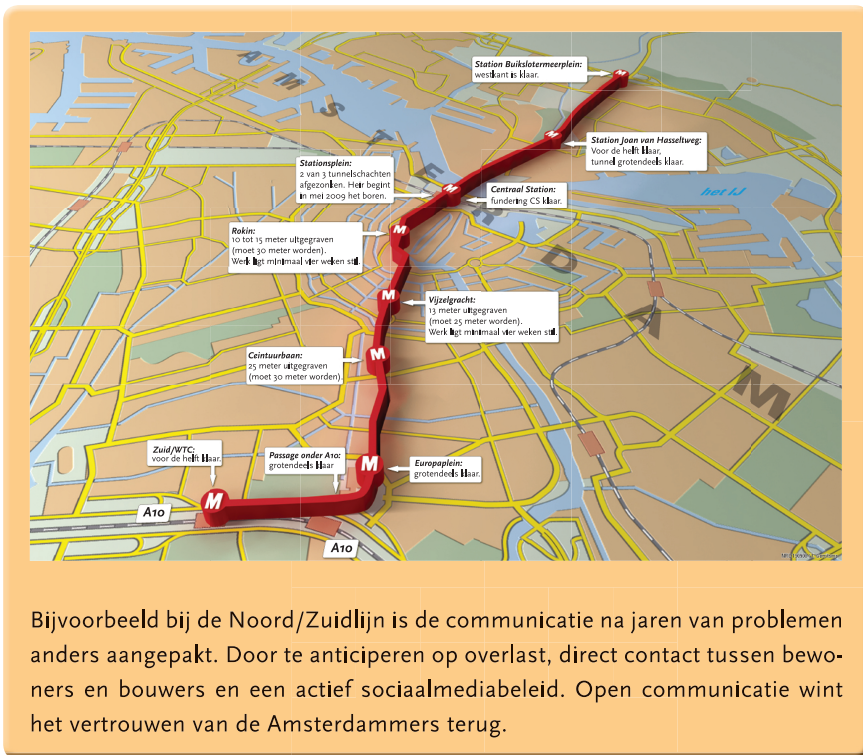 AMSTERDAM
Station Buikslotermeerplein:
westkant is klaar.
M
Station Joan van Hasseltweg:
Voor de helft klaar,
tunnel grotendeels klaar.
M
Stationsplein:
2 van 3 tunnelschachten
afgezonken. Heir begint
in mei 2009 het boren.
M
Centraal Station:
fundering CS klaar.
het IJ
Rokin:
10 tot 15 meter uitgegraven
(moet 30 meter worden).
Werk ligt minimaal vier weken stil.
M
M
Vijzelgracht:
13 meter uitgegraven
(moet 25 meter worden).
Werk ligt minimaal vier weken stil.
Ceintuurbaan:
25 meter uitgegraven
(moet 30 meter worden).
M
Zuid/WTC:
voor de helft klaar.
Passage onder A10:
grotendeels klaar
M
Europaplein:
grotendeels klaar.
M
A10
A10
Bijvoorbeeld bij de Noord/Zuidlijn is de communicatie na jaren van problemen
anders aangepakt. Door te anticiperen op overlast, direct contact tussen bewo-
ners en bouwers en een actief sociaalmediabeleid. Open communicatie wint
het vertrouwen van de Amsterdammers terug.